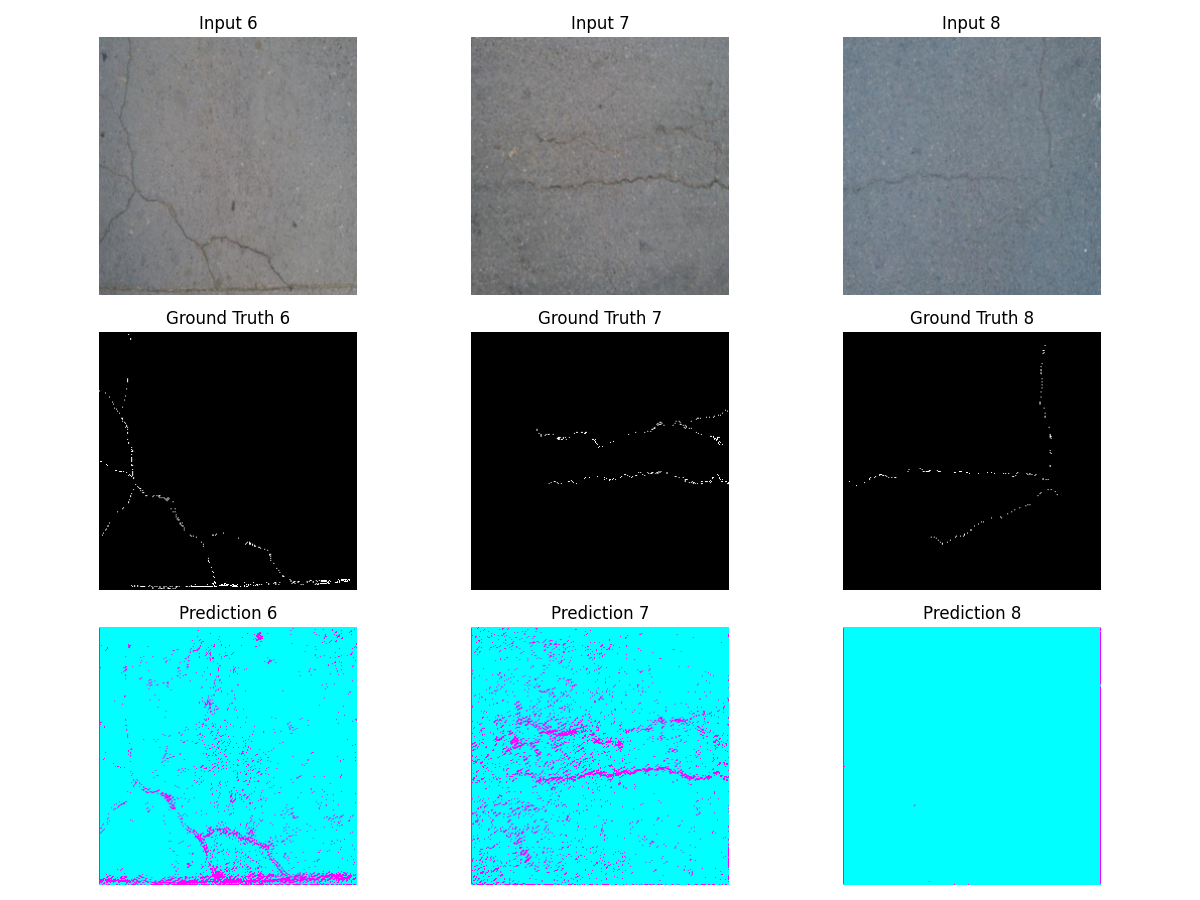 Input 6
Input 7
Input 8
Ground Truth 6
Ground Truth 7
Ground Truth 8
Prediction 6
Prediction 7
Prediction 8